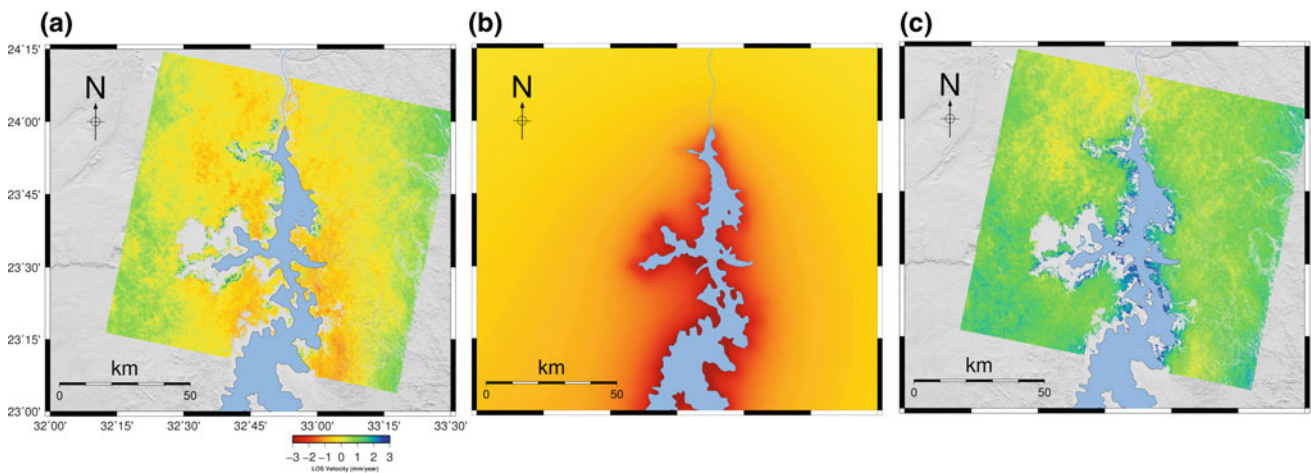 (a)
(b)
(c)
24˚15'
24˚00'
23˚45'
23˚30'
23˚15'
23˚00'
N
N
N
km
0 50
km
0 50
km
0 50
32˚00' 32˚15' 32˚30' 32˚45' 33˚00' 33˚15' 33˚30'
−3 −2 −1 0 1 2 3
LOS Velocity (mm/year)